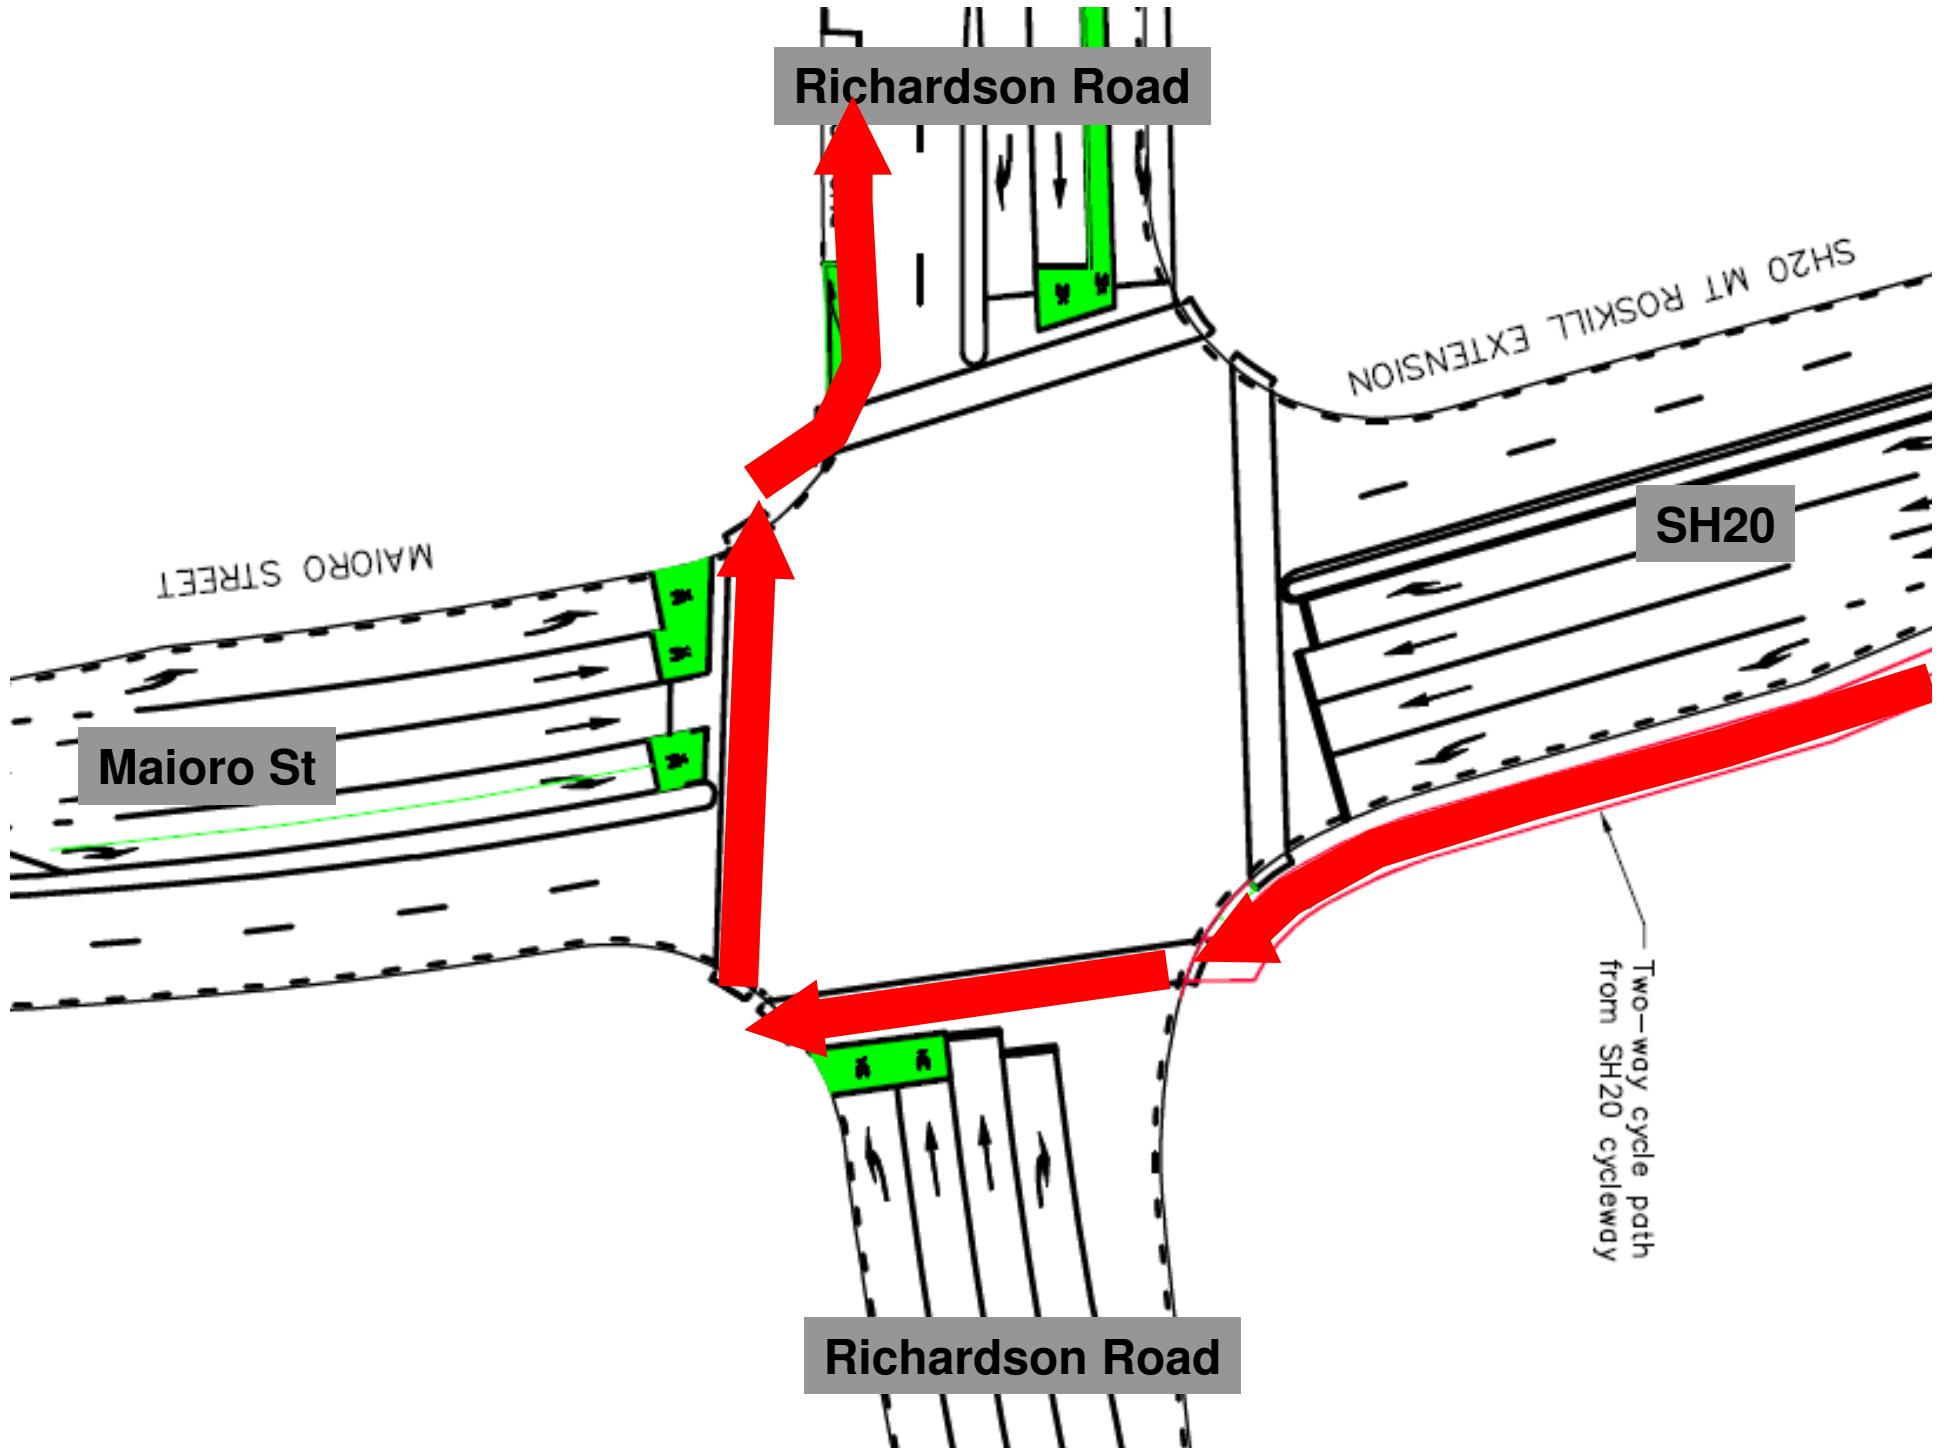 Richardson Road
SH20 MT ROSKILL EXTENSION
SH20
MAIORO STREET
Maioro St
Two-way cycle path
from SH20 cycleway
Richardson Road